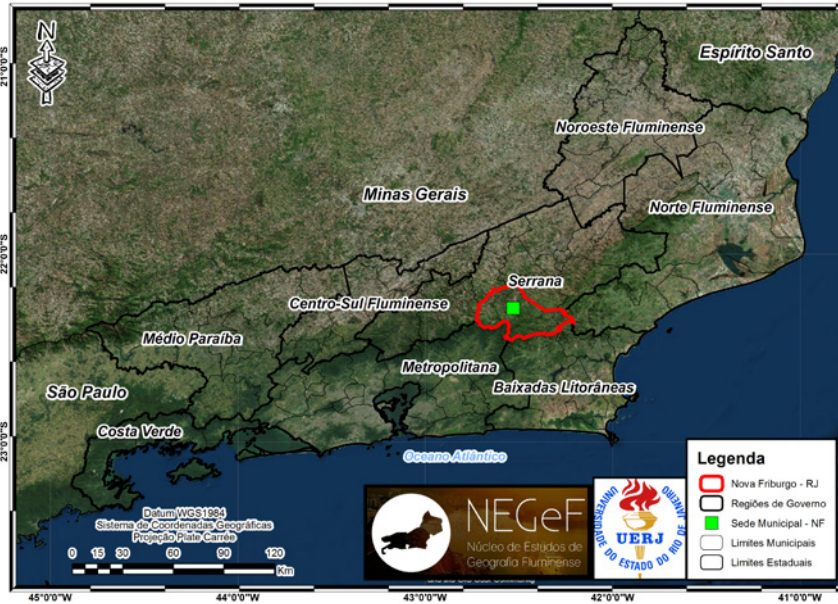 N
Espírito Santo
Noroeste Fluminense
Minas Gerais
Norte Fluminense
Serrana
Centro-Sul Fluminense
Médio Paraíba
Metropolitana
São Paulo
Baixadas Litorâneas
Costa Verde
Oceano Atlântico
21°0'0"S
22°0'0"S
23°0'0"S
Datum WGS1984
Sistema de Coordenadas Geográficas
Projeção Plate Carrée
0 15 30 60 90 120
Km
NEGeF
Núcleo de Estudos de
Geografia Fluminense
UERJ
UNIVERSIDADE DO ESTADO DO RIO DE JANEIRO
Legenda
Nova Friburgo - RJ
Regiões de Governo
Sede Municipal - NF
Limites Municipais
Limites Estaduais
45°0'0"W 44°0'0"W 43°0'0"W 42°0'0"W 41°0'0"W